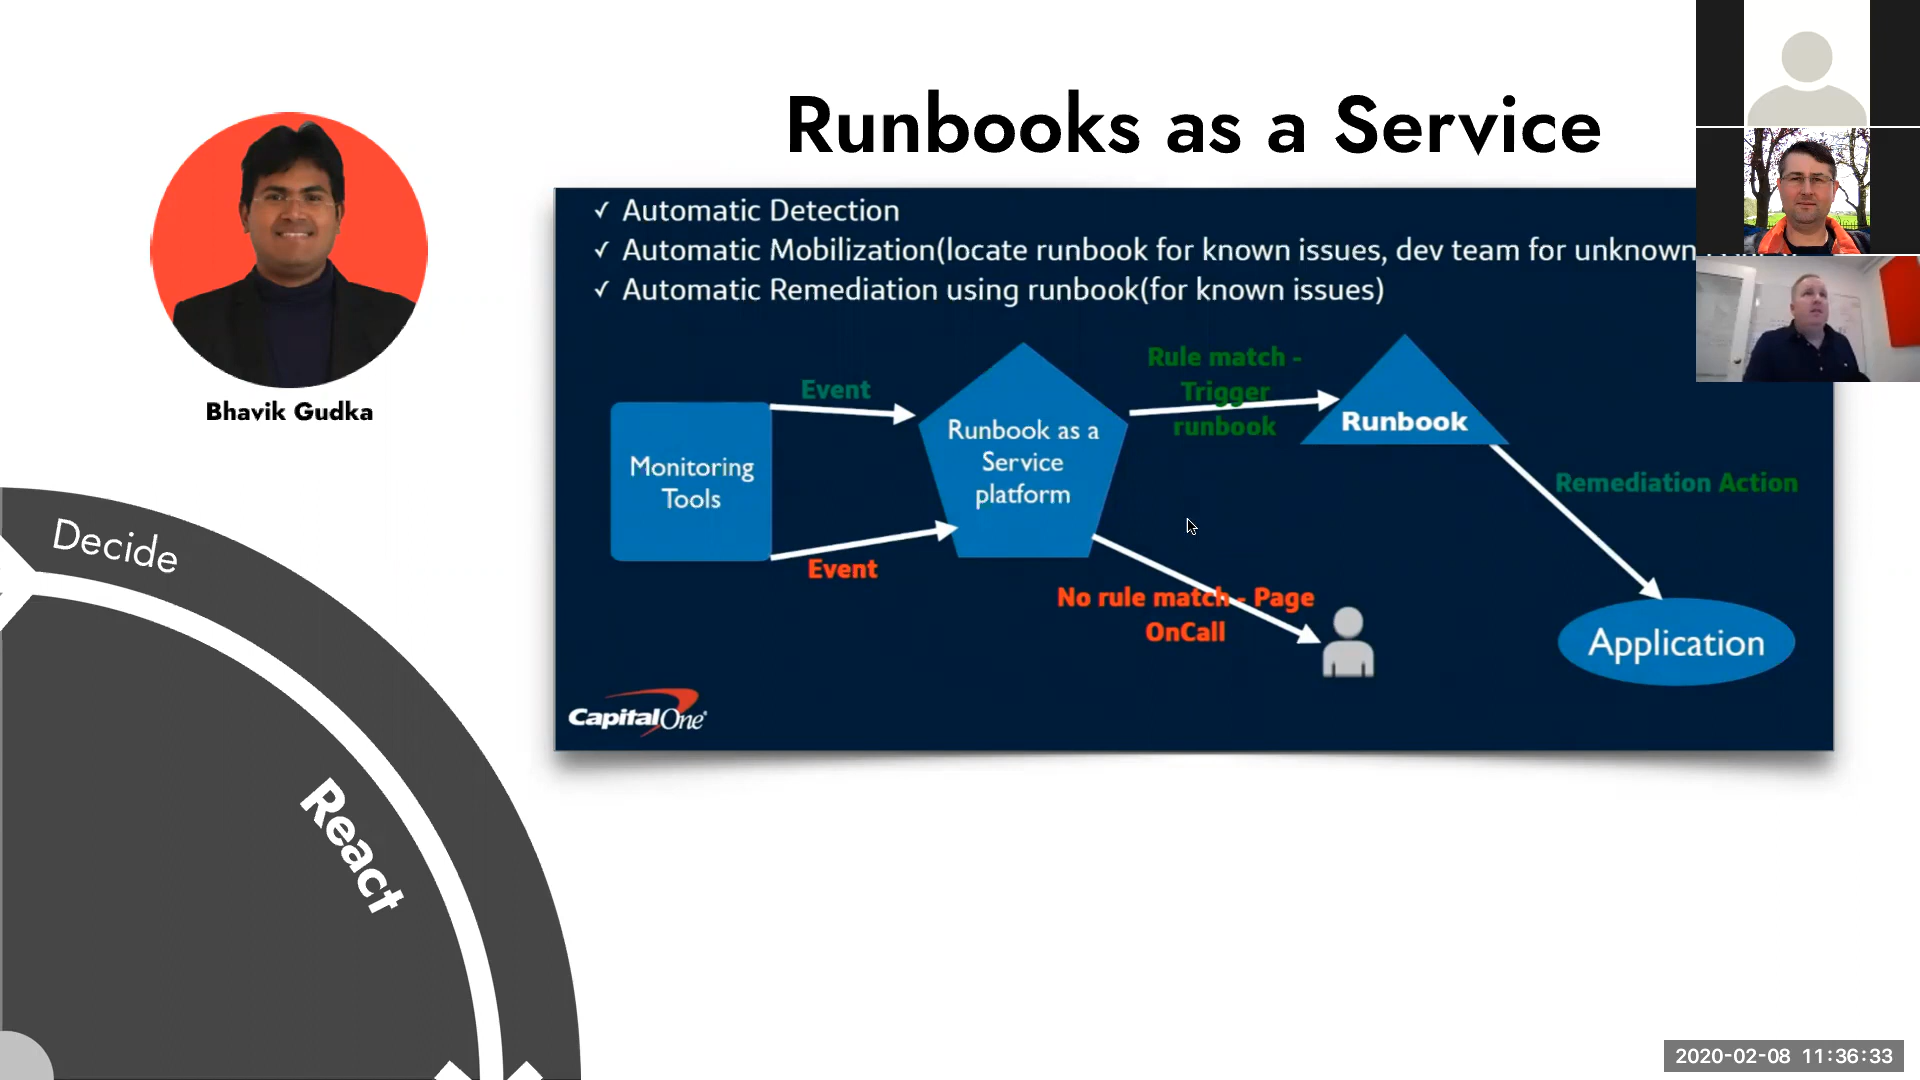 Runbooks as a Service
Bhavik Gudka
✓ Automatic Detection
✓ Automatic Mobilization(locate runbook for known issues, dev team for unknown
✓ Automatic Remediation using runbook(for known issues)
Monitoring
Tools
Event
Event
Runbook as a
Service
platform
Rule match -
Trigger
runbook
Runbook
Remediation Action
No rule match - Page
OnCall
Application
CapitalOne
Decide
React
2020-02-08 11:36:33